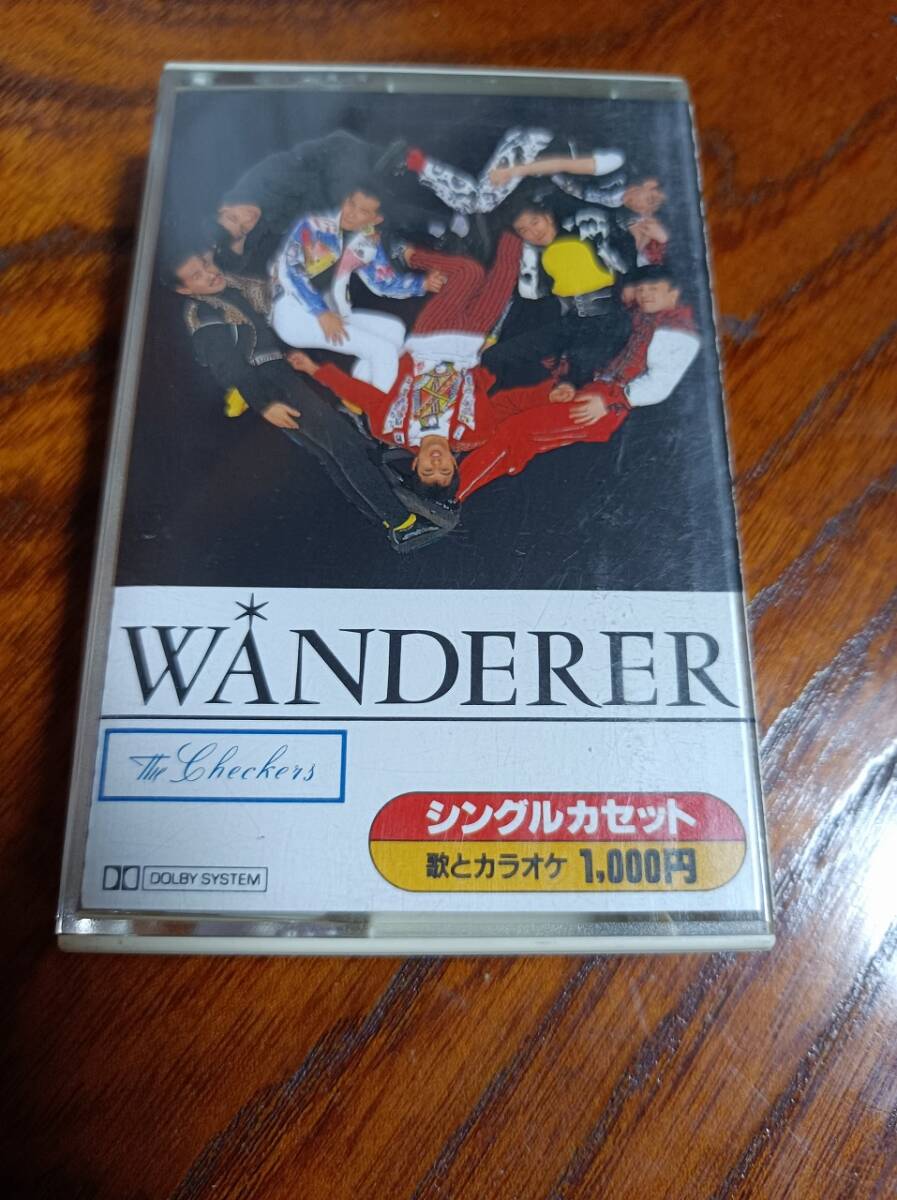 WANDERER
The Checkers
シングルカセット
歌とカラオケ 1,000円
DOLBY SYSTEM